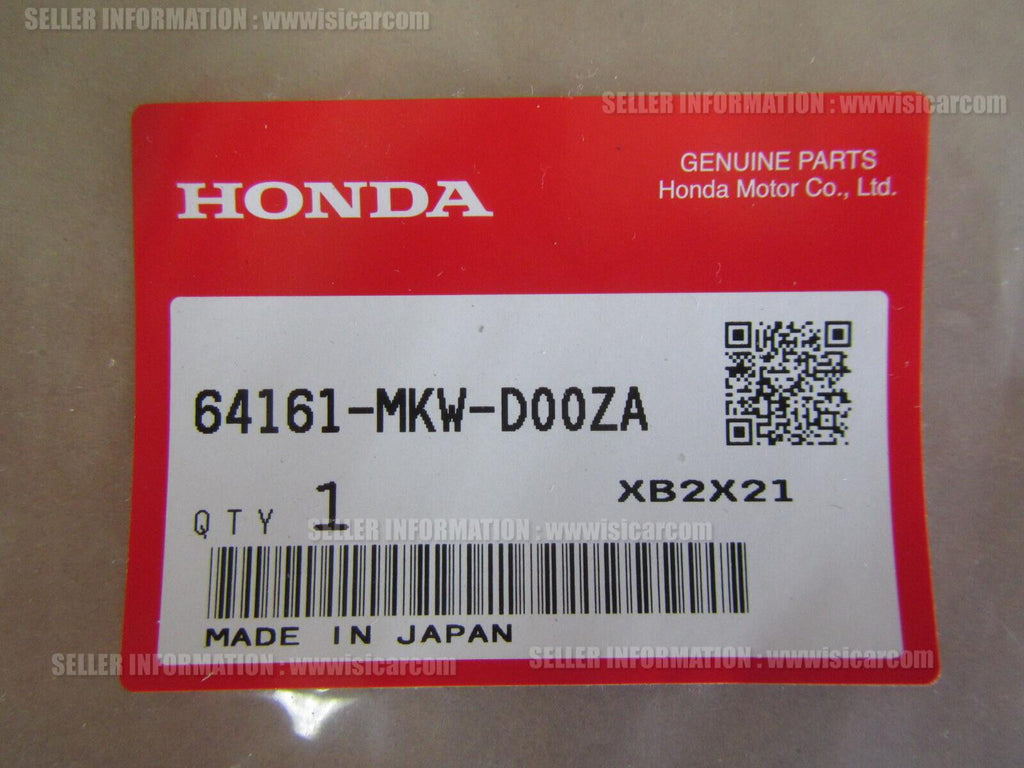 SELLER INFORMATION : wwwisicarcom
SELLER INFORMATION : wwwisicarcom
GENUINE PARTS
Honda Motor Co., Ltd.
HONDA
64161-MKW-D00ZA
XB2X21
QTY 1
SELLER INFORMATION : wwwisicarcom
MADE IN JAPAN
SELLER INFORMATION : wwwisicarcom
SELLER INFORMATION : wwwisicarcom